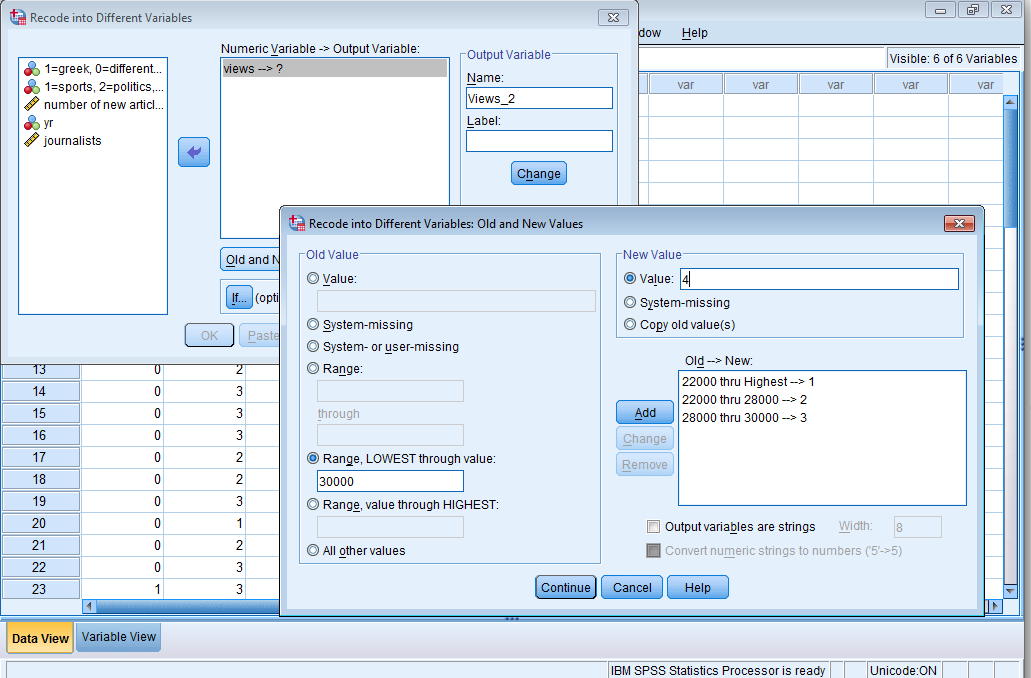 Recode into Different Variables
dow Help
Visible: 6 of 6 Variables
var var var var var
1=greek, 0=different...
1=sports, 2=politics,...
number of new articl...
yr
journalists
Numeric Variable -> Output Variable:
views --> ?
Output Variable
Name:
Views_2
Label:
Change
Old and N
If... (opti
OK Paste
Recode into Different Variables: Old and New Values
Old Value
Value:
System-missing
System- or user-missing
Range:
through
Range, LOWEST through value:
30000
Range, value through HIGHEST:
All other values
New Value
Value: 4
System-missing
Copy old value(s)
Old --> New:
22000 thru Highest --> 1
22000 thru 28000 --> 2
28000 thru 30000 --> 3
Add
Change
Remove
Output variables are strings Width: 8
Convert numeric strings to numbers ('5'->5)
Continue Cancel Help
13 0 2
14 0 3
15 0 3
16 0 3
17 0 2
18 0 2
19 0 3
20 0 1
21 0 2
22 0 3
23 1 3
Data View Variable View
IBM SPSS Statistics Processor is ready Unicode:ON